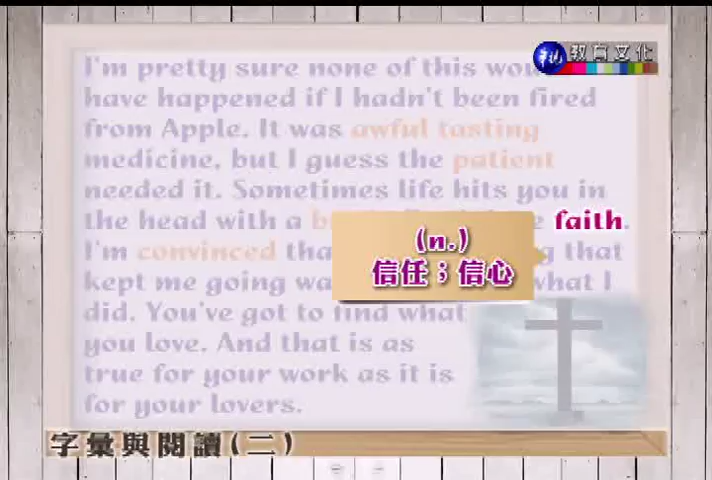 教育文化
I'm pretty sure none of this
have happened if I hadn't been fired
from Apple. It was awful tasting
medicine, but I guess the patient
needed it. Sometimes life hits you in
the head with a faith.
(n.)
信任；信心
I'm convinced that
kept me going what I
did. You've got to find what
you love. And that is as
true for your work as it is
for your lovers.
字彙與閱讀(二)